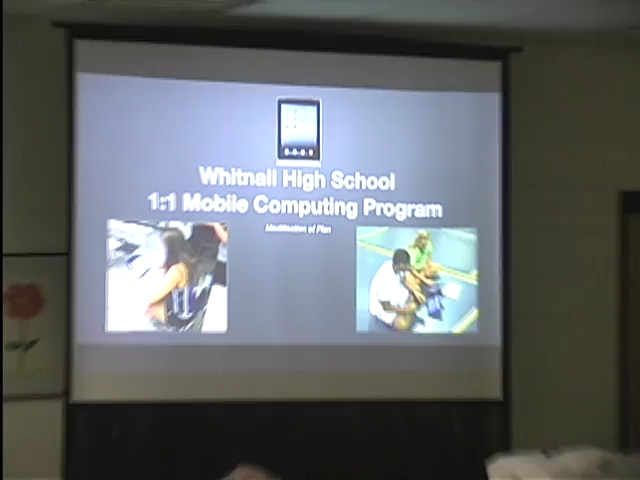 Whitnall High School
1:1 Mobile Computing Program
Modification of Plan